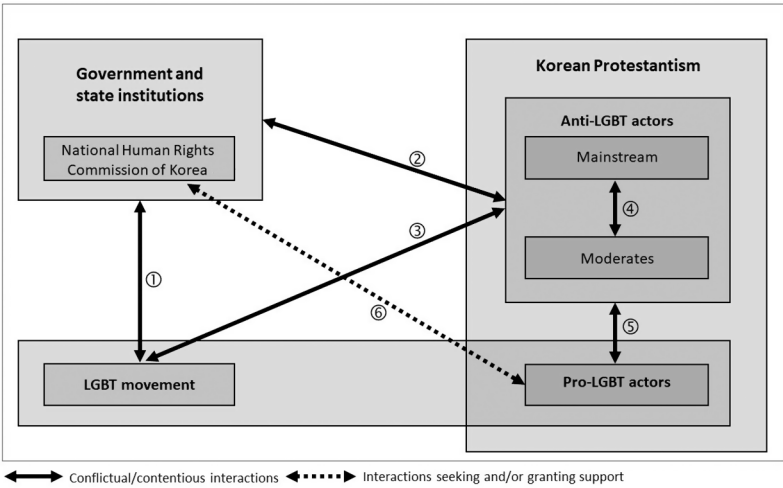 Government and
state institutions
National Human Rights
Commission of Korea
Korean Protestantism
Anti-LGBT actors
Mainstream
②
④
③
Moderates
①
⑥
⑤
LGBT movement
Pro-LGBT actors
Conflictual/contentious interactions
Interactions seeking and/or granting support